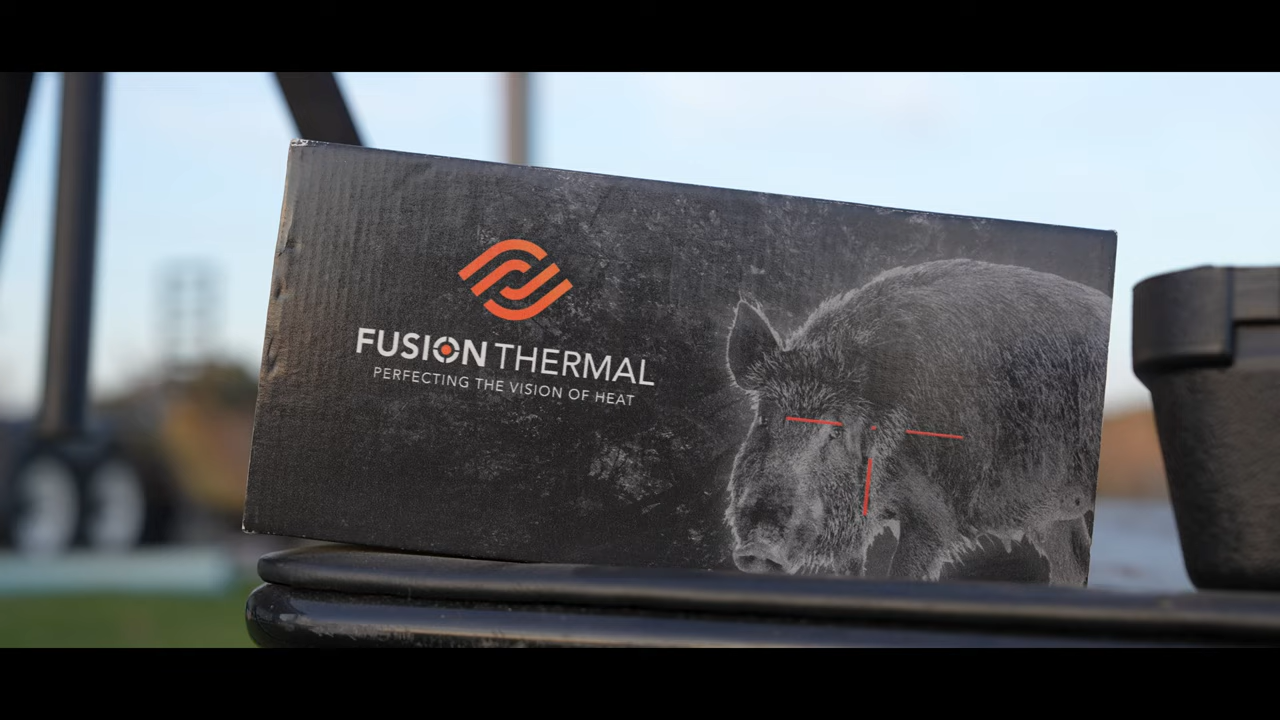 FUSION THERMAL
PERFECTING THE VISION OF HEAT